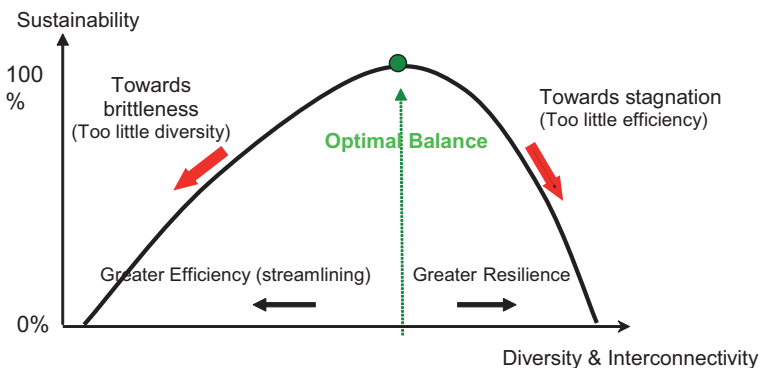 Sustainability
100
%
Towards
brittleness
(Too little diversity)
Towards stagnation
(Too little efficiency)
Optimal Balance
Greater Efficiency (streamlining)
Greater Resilience
0%
Diversity & Interconnectivity